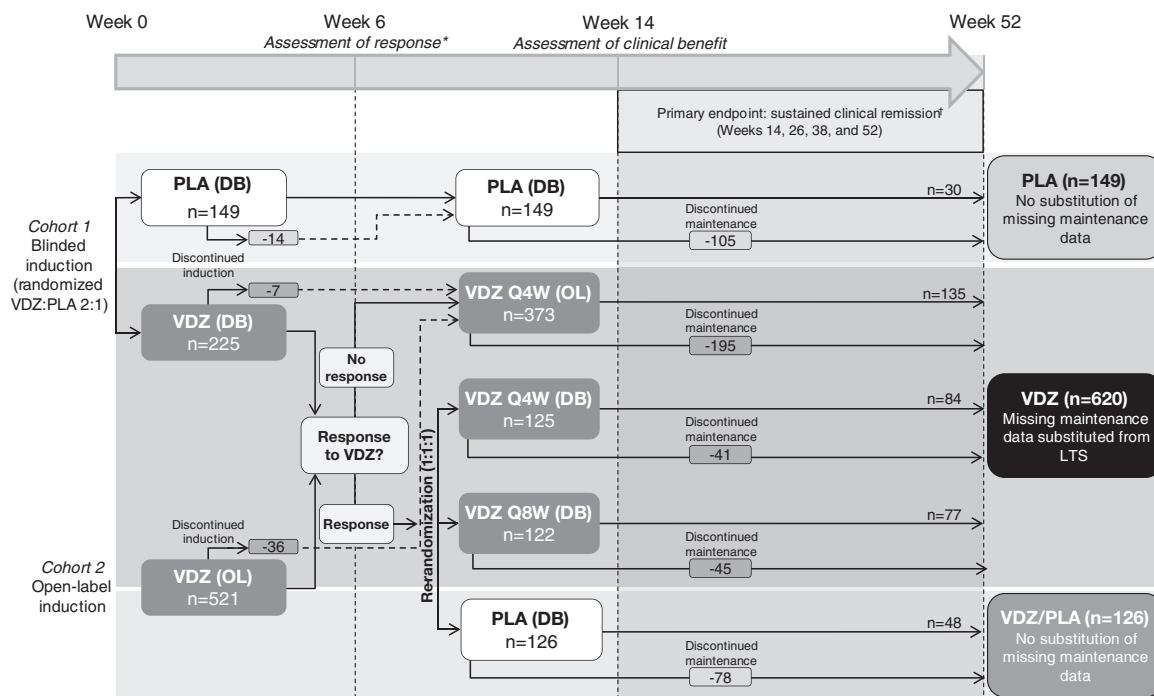 Week 0
Week 6
Week 14
Week 52
Assessment of response*
Assessment of clinical benefit
Primary endpoint: sustained clinical remission‡
(Weeks 14, 26, 38, and 52)
Cohort 1
Blinded
induction
(randomized
VDZ:PLA 2:1)
PLA (DB)
n=149
-14
Discontinued
induction
-7
VDZ (DB)
n=225
No
response
Response
to VDZ?
Response
Cohort 2
Open-label
induction
Discontinued
induction
-36
VDZ (OL)
n=521
Rerandomization (1:1:1)
PLA (DB)
n=149
n=30
Discontinued
maintenance
-105
VDZ Q4W (OL)
n=373
n=135
Discontinued
maintenance
-195
VDZ Q4W (DB)
n=125
n=84
Discontinued
maintenance
-41
VDZ Q8W (DB)
n=122
n=77
Discontinued
maintenance
-45
PLA (DB)
n=126
n=48
Discontinued
maintenance
-78
PLA (n=149)
No substitution of
missing maintenance
data
VDZ (n=620)
Missing maintenance
data substituted from
LTS
VDZ/PLA (n=126)
No substitution of
missing maintenance
data